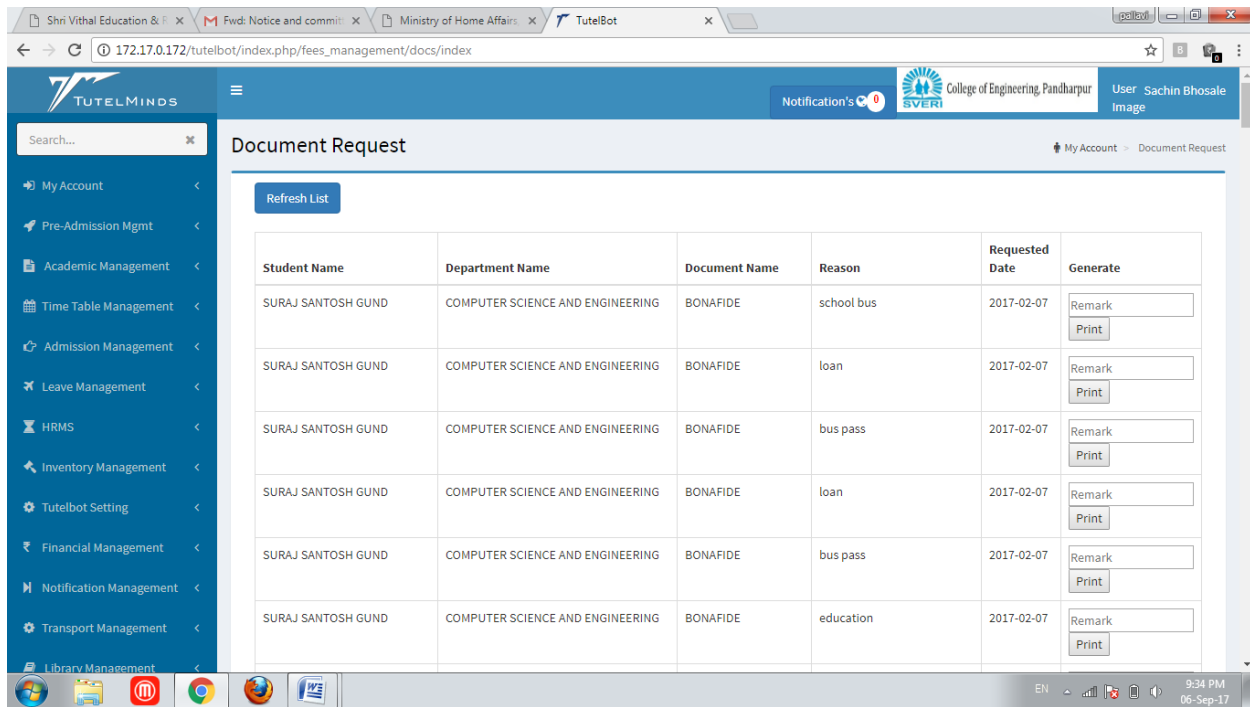 Shri Vithal Education & R
Fwd: Notice and committ
Ministry of Home Affairs
TutelBot
pallavi
172.17.0.172/tutelbot/index.php/fees_management/docs/index
TUTELMINDS
Notification's 0
SVERI
College of Engineering, Pandharpur
User Image Sachin Bhosale
Search...
Document Request
My Account > Document Request
My Account
Pre-Admission Mgmt
Academic Management
Time Table Management
Admission Management
Leave Management
HRMS
Inventory Management
Tutelbot Setting
Financial Management
Notification Management
Transport Management
Library Management
Refresh List
Student Name Department Name Document Name Reason Requested Date Generate
SURAJ SANTOSH GUND COMPUTER SCIENCE AND ENGINEERING BONAFIDE school bus 2017-02-07 Remark
Print
SURAJ SANTOSH GUND COMPUTER SCIENCE AND ENGINEERING BONAFIDE loan 2017-02-07 Remark
Print
SURAJ SANTOSH GUND COMPUTER SCIENCE AND ENGINEERING BONAFIDE bus pass 2017-02-07 Remark
Print
SURAJ SANTOSH GUND COMPUTER SCIENCE AND ENGINEERING BONAFIDE loan 2017-02-07 Remark
Print
SURAJ SANTOSH GUND COMPUTER SCIENCE AND ENGINEERING BONAFIDE bus pass 2017-02-07 Remark
Print
SURAJ SANTOSH GUND COMPUTER SCIENCE AND ENGINEERING BONAFIDE education 2017-02-07 Remark
Print
EN
9:34 PM
06-Sep-17